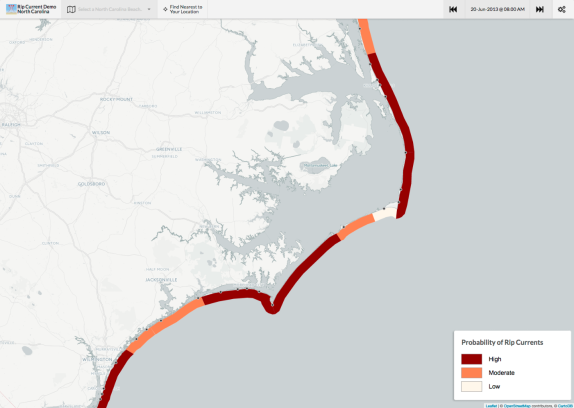 Rip Current Demo
North Carolina
Select a North Carolina Beach
Find Nearest to
Your Location
20-Jun-2013 @ 08:00 AM
ROCKY MOUNT
WILLIAMSTON
RALEIGH
WILSON
GREENVILLE
GOLDSBORO
JACKSONVILLE
WILMINGTON
Probability of Rip Currents
High
Moderate
Low
Leaflet | © OpenStreetMap contributors, © CartoDB